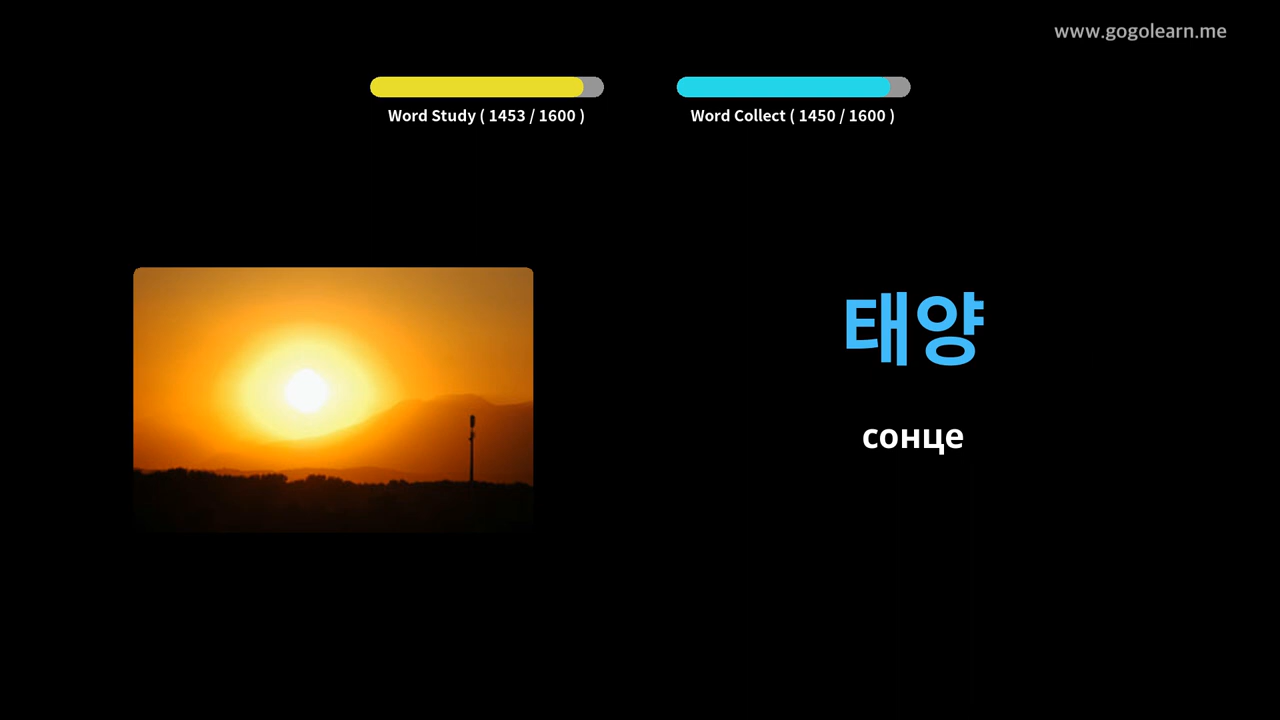 www.gogolearn.me
Word Study ( 1453 / 1600 )
Word Collect ( 1450 / 1600 )
태양
сонце